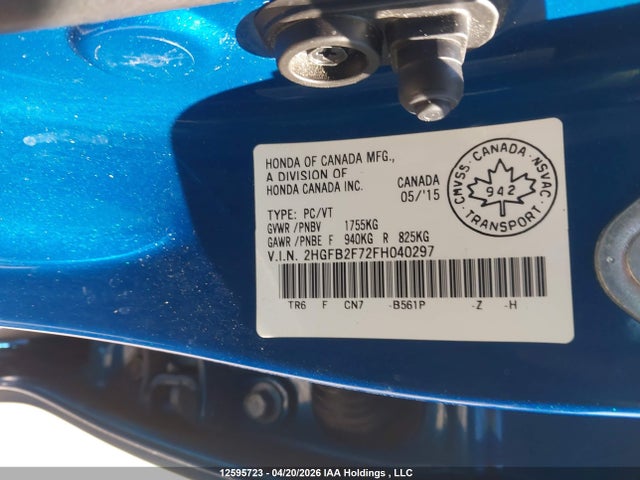 HONDA OF CANADA MFG.,
A DIVISION OF
HONDA CANADA INC.
CANADA
05/'15
TYPE: PC/VT
GVWR /PNBV 1755KG
GAWR /PNBE F 940KG R 825KG
V.I.N. 2HGFB2F72FH040297
TR6 F CN7 -B561P -Z -H
CMVSS · CANADA · NSVAC
942
TRANSPORT
12595723 - 04/20/2026 IAA Holdings , LLC